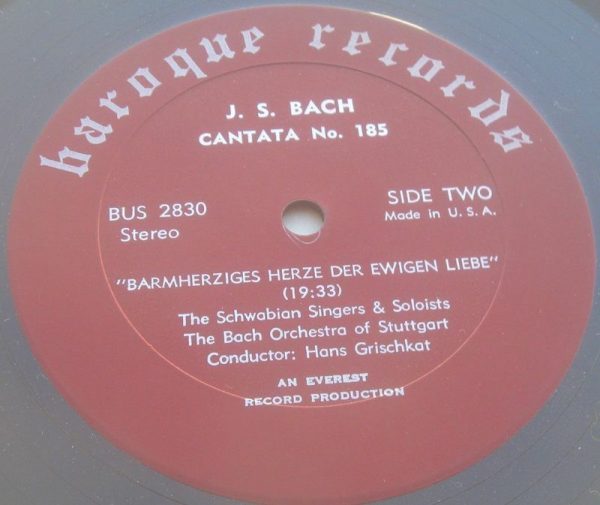 baroque records
J. S. BACH
CANTATA No. 185
BUS 2830
Stereo
SIDE TWO
Made in U. S. A.
"BARMHERZIGES HERZE DER EWIGEN LIEBE"
(19:33)
The Schwabian Singers & Soloists
The Bach Orchestra of Stuttgart
Conductor: Hans Grischkat
AN EVEREST
RECORD PRODUCTION